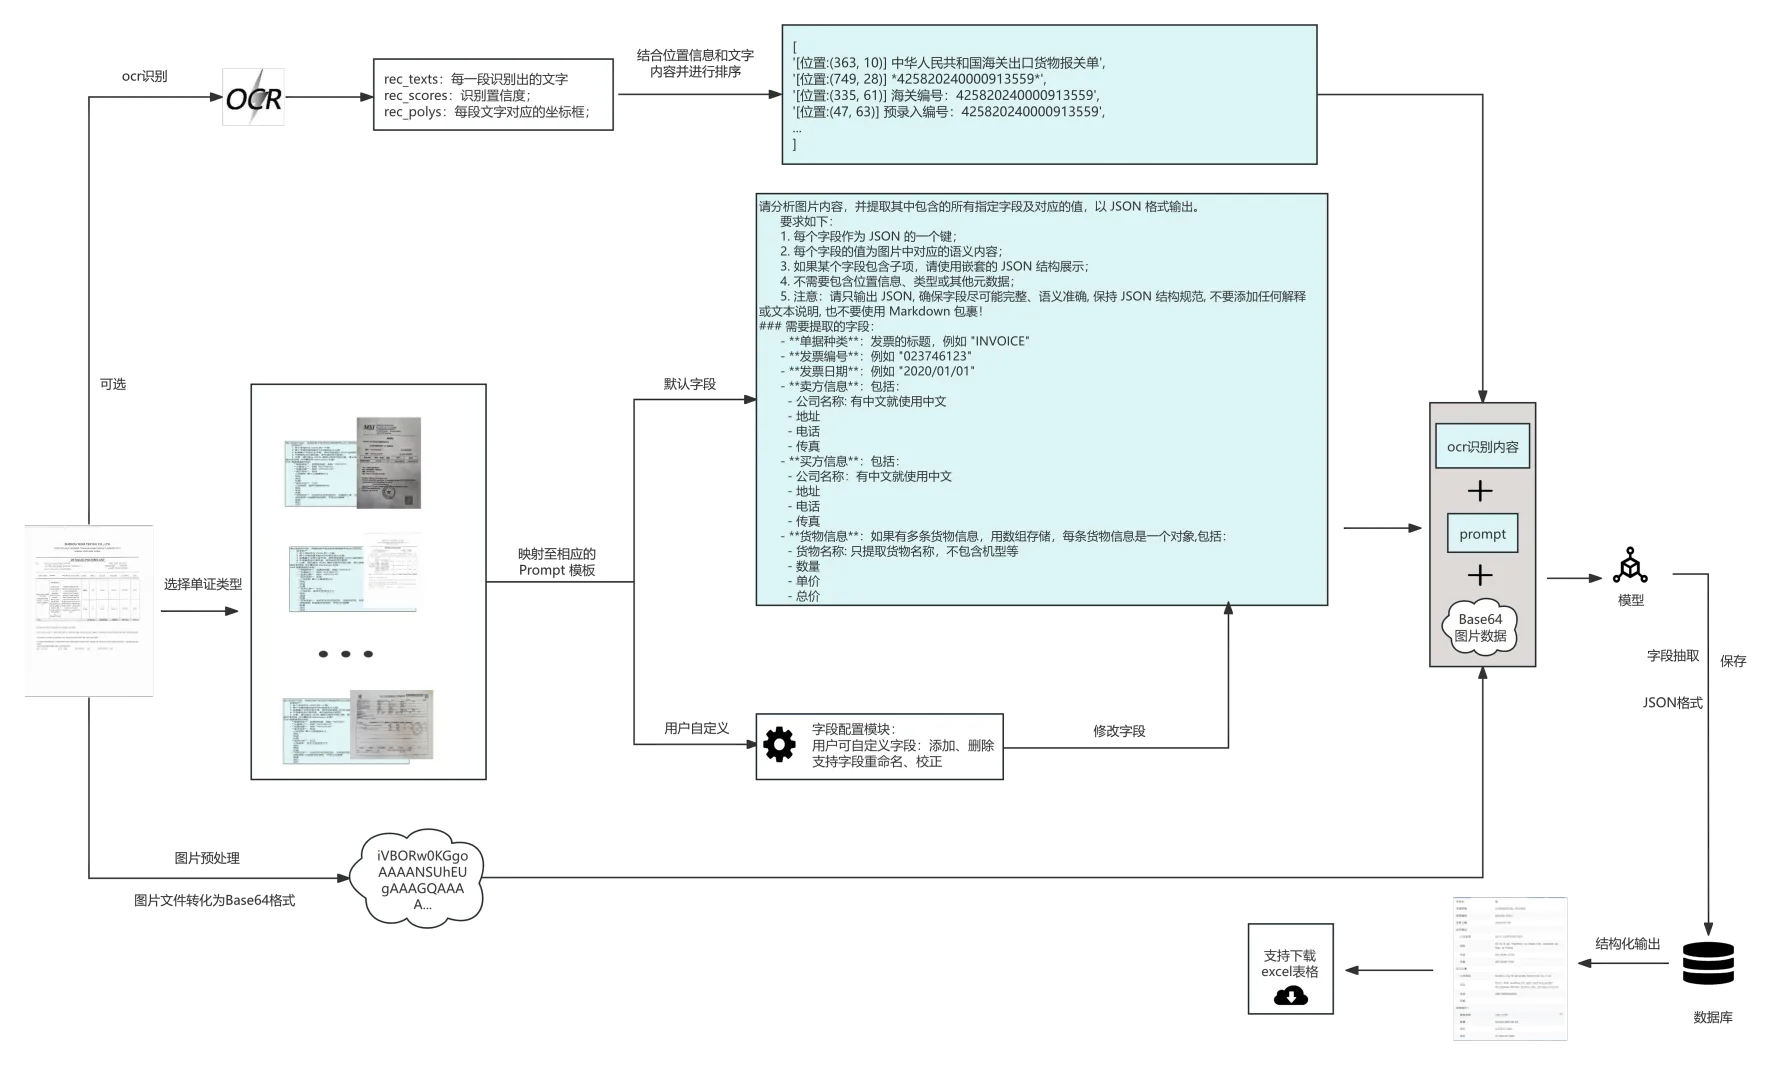 ocr识别
OCR
rec_texts：每一段识别出的文字
rec_scores：识别置信度；
rec_polys：每段文字对应的坐标框；
结合位置信息和文字
内容并进行排序
[
'[位置:(363, 10)] 中华人民共和国海关出口货物报关单',
'[位置:(749, 28)] *425820240000913559*',
'[位置:(335, 61)] 海关编号：425820240000913559',
'[位置:(47, 63)] 预录入编号：425820240000913559',
...
]
可选
选择单证类型
映射至相应的
Prompt 模板
默认字段
请分析图片内容，并提取其中包含的所有指定字段及对应的值，以 JSON 格式输出。
要求如下：
1. 每个字段作为 JSON 的一个键；
2. 每个字段的值为图片中对应的语义内容；
3. 如果某个字段包含子项，请使用嵌套的 JSON 结构展示；
4. 不需要包含位置信息、类型或其他元数据；
5. 注意：请只输出 JSON, 确保字段尽可能完整、语义准确, 保持 JSON 结构规范, 不要添加任何解释
或文本说明, 也不要使用 Markdown 包裹！
### 需要提取的字段：
- **单据种类**：发票的标题，例如 "INVOICE"
- **发票编号**：例如 "023746123"
- **发票日期**：例如 "2020/01/01"
- **卖方信息**：包括：
- 公司名称: 有中文就使用中文
- 地址
- 电话
- 传真
- **买方信息**：包括：
- 公司名称：有中文就使用中文
- 地址
- 电话
- 传真
- **货物信息**：如果有多条货物信息，用数组存储，每条货物信息是一个对象,包括：
- 货物名称: 只提取货物名称，不包含机型等
- 数量
- 单价
- 总价
用户自定义
字段配置模块：
用户可自定义字段：添加、删除
支持字段重命名、校正
修改字段
ocr识别内容
+
prompt
+
Base64
图片数据
模型
字段抽取
JSON格式
保存
图片预处理
图片文件转化为Base64格式
iVBORw0KGgo
AAAANSUhEU
gAAAGQAAA
A...
数据库
结构化输出
支持下载
excel表格